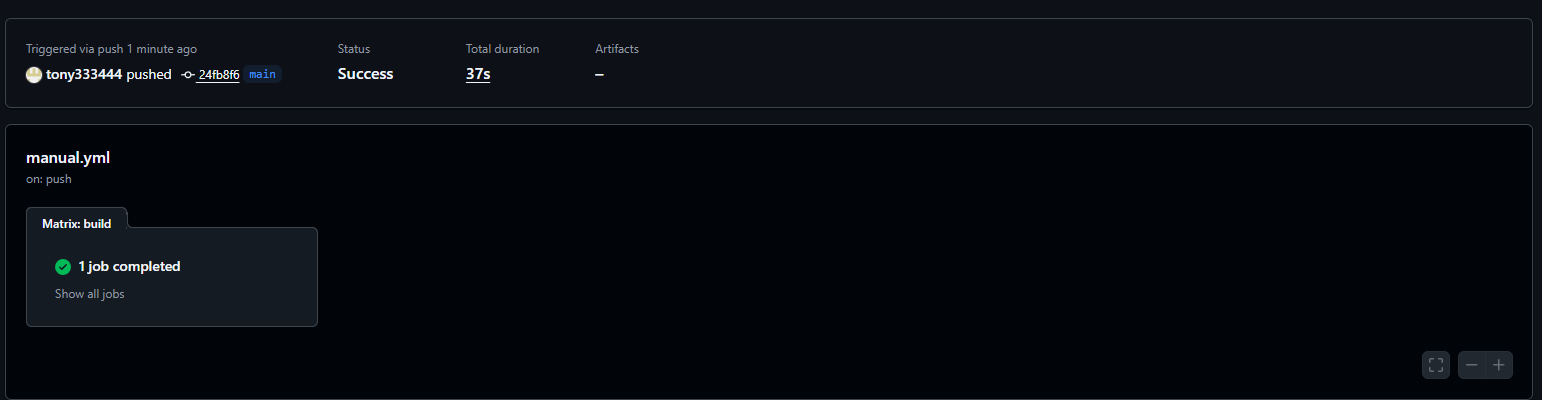 Triggered via push 1 minute ago
tony333444 pushed 24fb8f6 main
Status
Success
Total duration
37s
Artifacts
–
manual.yml
on: push
Matrix: build
1 job completed
Show all jobs